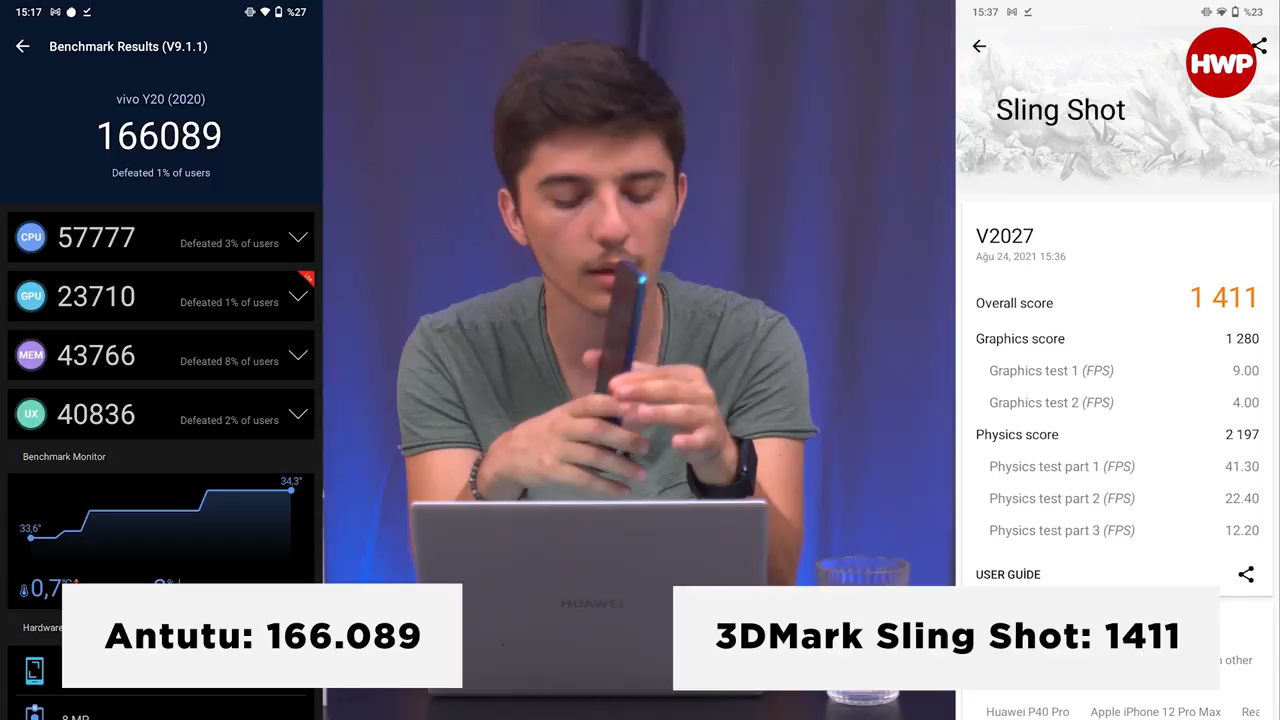 15:17
%27
Benchmark Results (V9.1.1)
vivo Y20 (2020)
166089
Defeated 1% of users
CPU 57777 Defeated 3% of users
GPU 23710 Defeated 1% of users
Lite
MEM 43766 Defeated 8% of users
UX 40836 Defeated 2% of users
Benchmark Monitor
33,6°
34,3°
0,7°C
Hardware
8 MP
Antutu: 166.089
HUAWEI
15:37
%23
HWP
Sling Shot
V2027
Ağu 24, 2021 15:36
Overall score 1 411
Graphics score 1 280
Graphics test 1 (FPS) 9.00
Graphics test 2 (FPS) 4.00
Physics score 2 197
Physics test part 1 (FPS) 41.30
Physics test part 2 (FPS) 22.40
Physics test part 3 (FPS) 12.20
USER GUİDE
3DMark Sling Shot: 1411
other
Huawei P40 Pro Apple iPhone 12 Pro Max